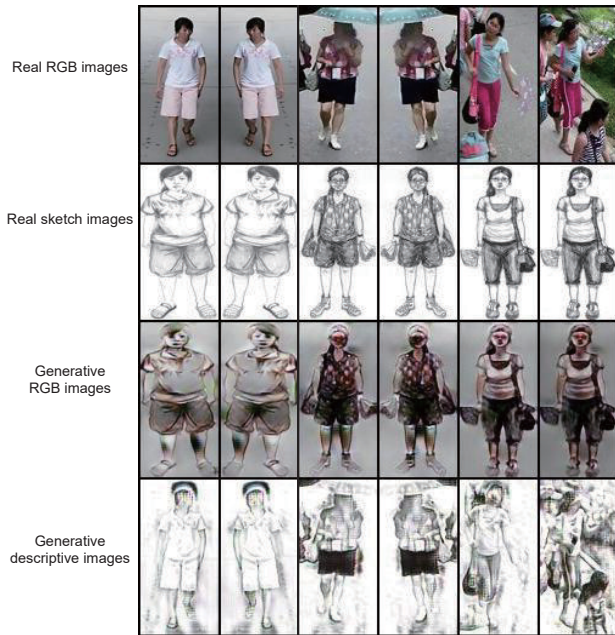 Real RGB images
Real sketch images
Generative
RGB images
Generative
descriptive images